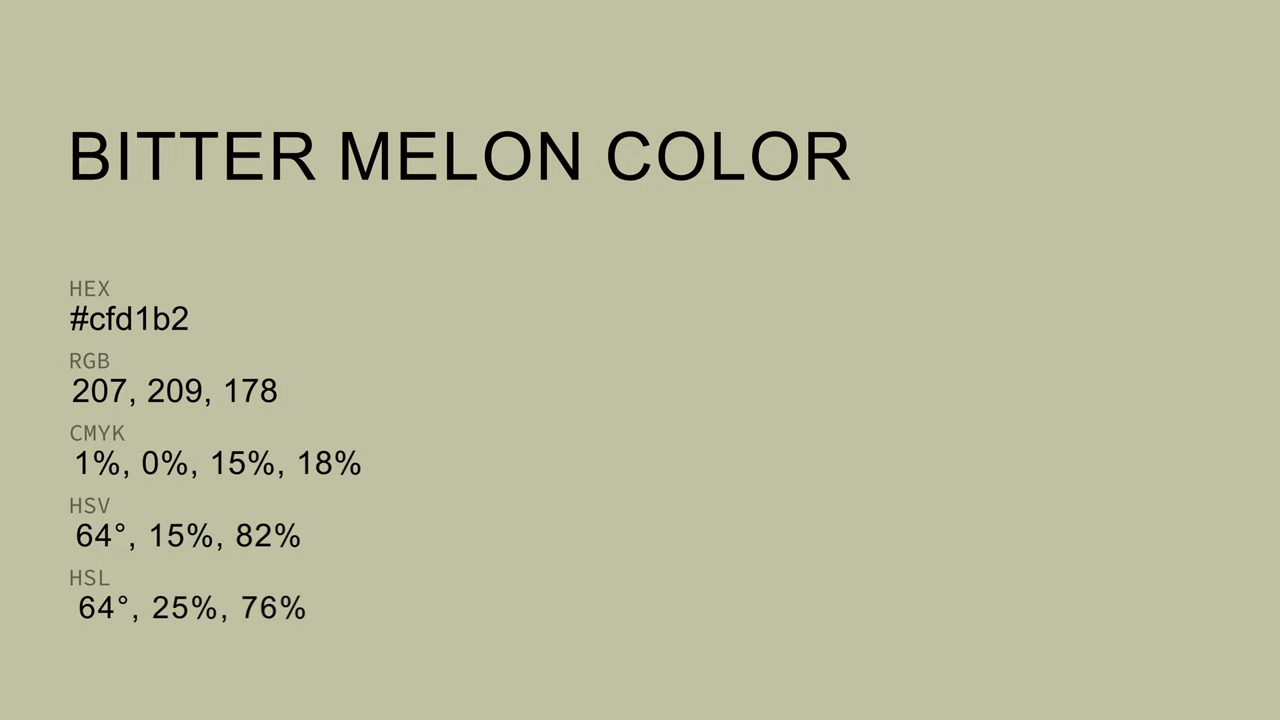 BITTER MELON COLOR
HEX
#cfd1b2
RGB
207, 209, 178
CMYK
1%, 0%, 15%, 18%
HSV
64°, 15%, 82%
HSL
64°, 25%, 76%